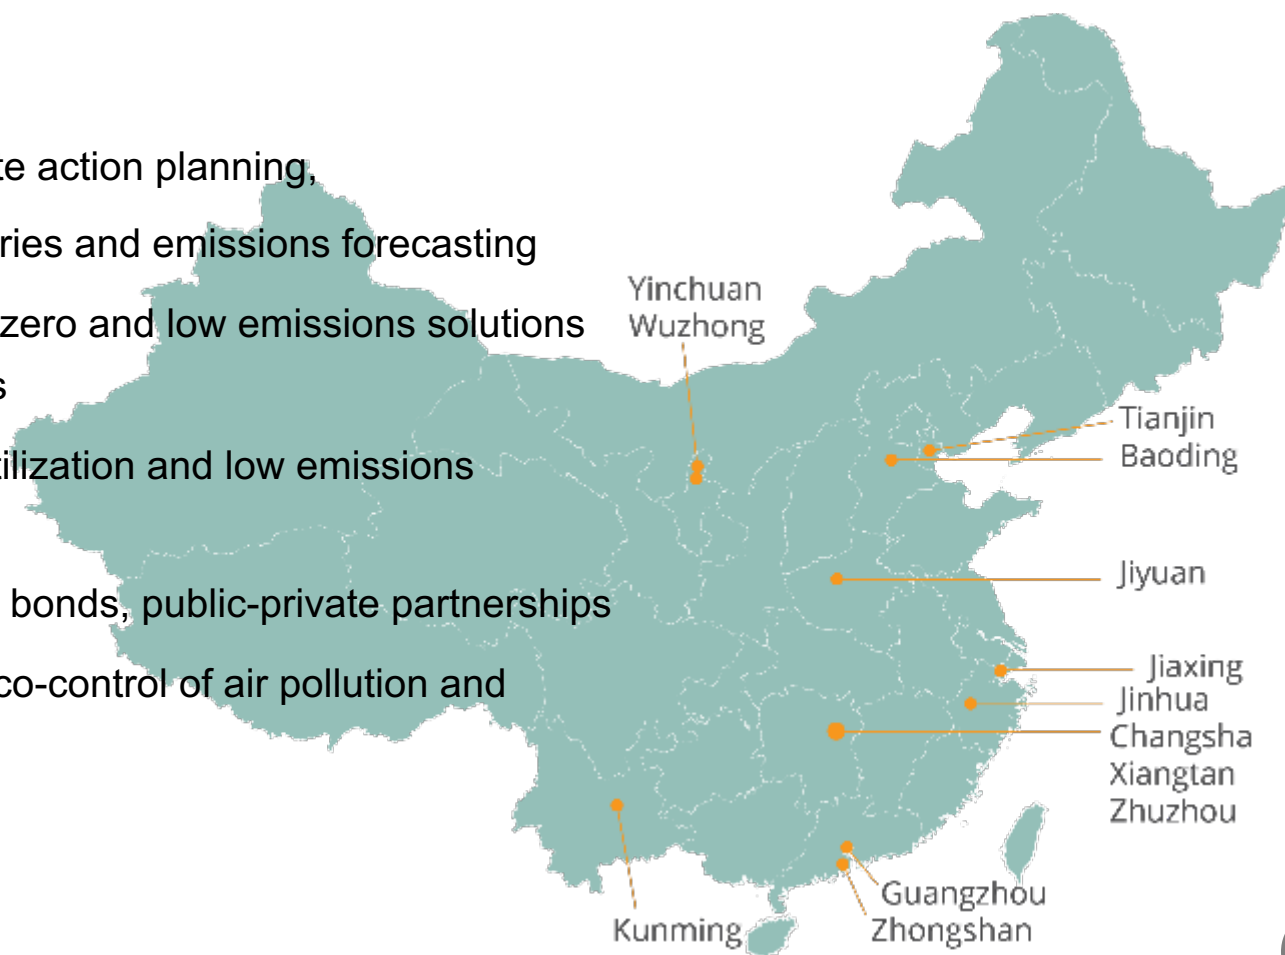 te action planning,
ries and emissions forecasting
zero and low emissions solutions
s
tilization and low emissions
bonds, public-private partnerships
co-control of air pollution and
Yinchuan
Wuzhong
Tianjin
Baoding
Jiyuan
Jiaxing
Jinhua
Changsha
Xiangtan
Zhuzhou
Guangzhou
Zhongshan
Kunming